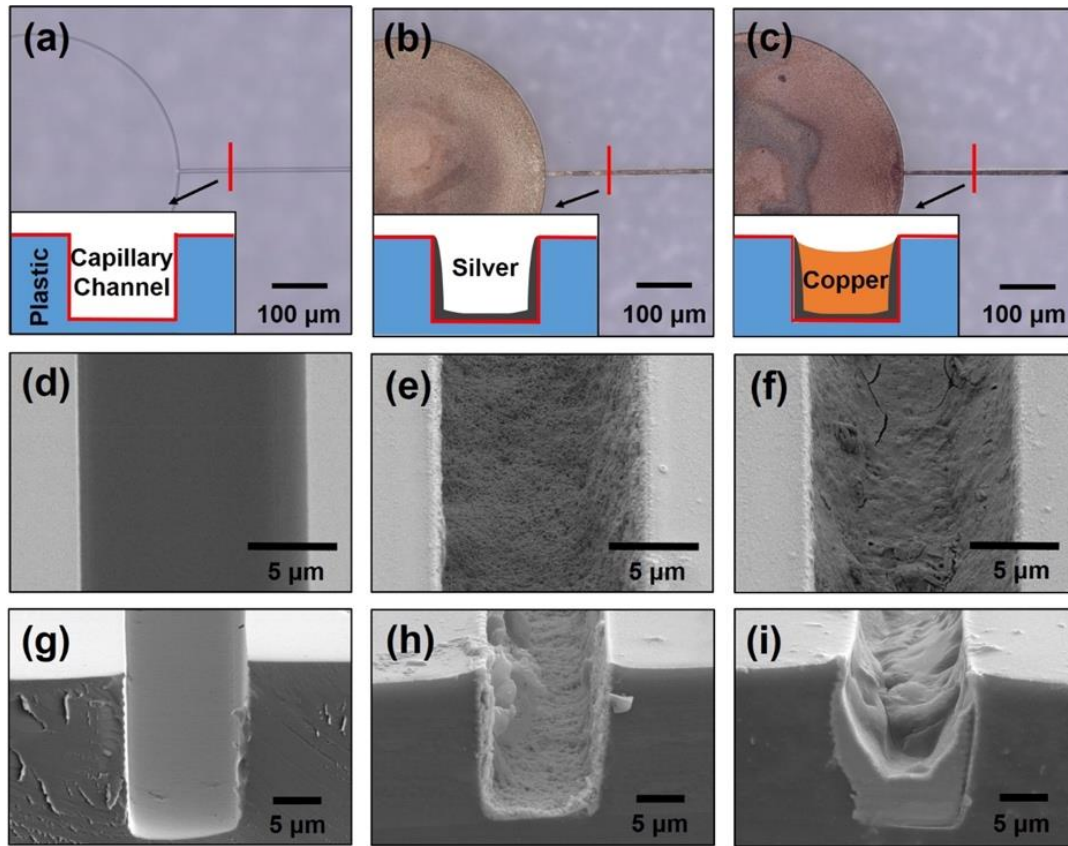 (a)
Plastic
Capillary
Channel
100 µm
(b)
Silver
100 µm
(c)
Copper
100 µm
(d)
5 µm
(e)
5 µm
(f)
5 µm
(g)
5 µm
(h)
5 µm
(i)
5 µm